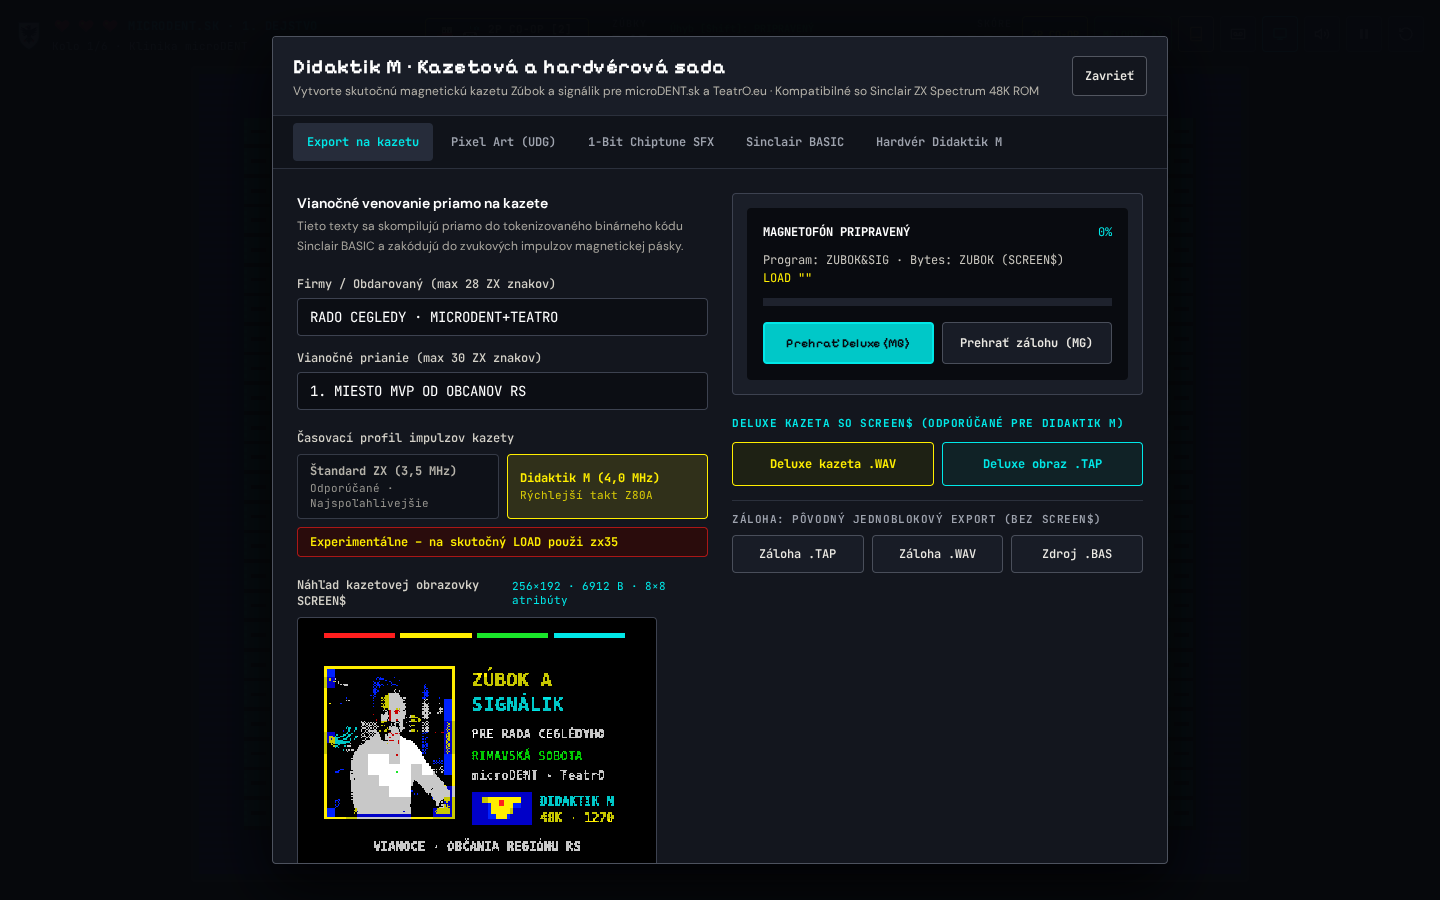 Didaktik M · Kazetová a hardvérová sada
Vytvorte skutočnú magnetickú kazetu Zúbok a signálik pre microDENT.sk a TeatrO.eu · Kompatibilné so Sinclair ZX Spectrum 48K ROM
Zavrieť
Export na kazetu
Pixel Art (UDG)
1-Bit Chiptune SFX
Sinclair BASIC
Hardvér Didaktik M
Vianočné venovanie priamo na kazete
Tieto texty sa skompilujú priamo do tokenizovaného binárneho kódu
Sinclair BASIC a zakódujú do zvukových impulzov magnetickej pásky.
Firmy / Obdarovaný (max 28 ZX znakov)
RADO CEGLEDY · MICRODENT+TEATRO
Vianočné prianie (max 30 ZX znakov)
1. MIESTO MVP OD OBCANOV RS
Časovací profil impulzov kazety
Štandard ZX (3,5 MHz)
Odporúčané ·
Najspoľahlivejšie
Didaktik M (4,0 MHz)
Rýchlejší takt Z80A
Experimentálne – na skutočný LOAD použi zx35
Náhľad kazetovej obrazovky
SCREEN$
256×192 · 6912 B · 8×8
atribúty
ZÚBOK A
SIGNÁLIK
PRE RADA CEGLÉDYHO
RIMAVSKÁ SOBOTA
microDENT · TeatrO
DIDAKTIK M
48K · 1270
VIANOCE · OBČANIA REGIÓNU RS
MAGNETOFÓN PRIPRAVENÝ
0%
Program: ZUBOK&SIG · Bytes: ZUBOK (SCREEN$)
LOAD ""
Prehrať Deluxe (MG)
Prehrať zálohu (MG)
DELUXE KAZETA SO SCREEN$ (ODPORÚČANÉ PRE DIDAKTIK M)
Deluxe kazeta .WAV
Deluxe obraz .TAP
ZÁLOHA: PÔVODNÝ JEDNOBLOKOVÝ EXPORT (BEZ SCREEN$)
Záloha .TAP
Záloha .WAV
Zdroj .BAS